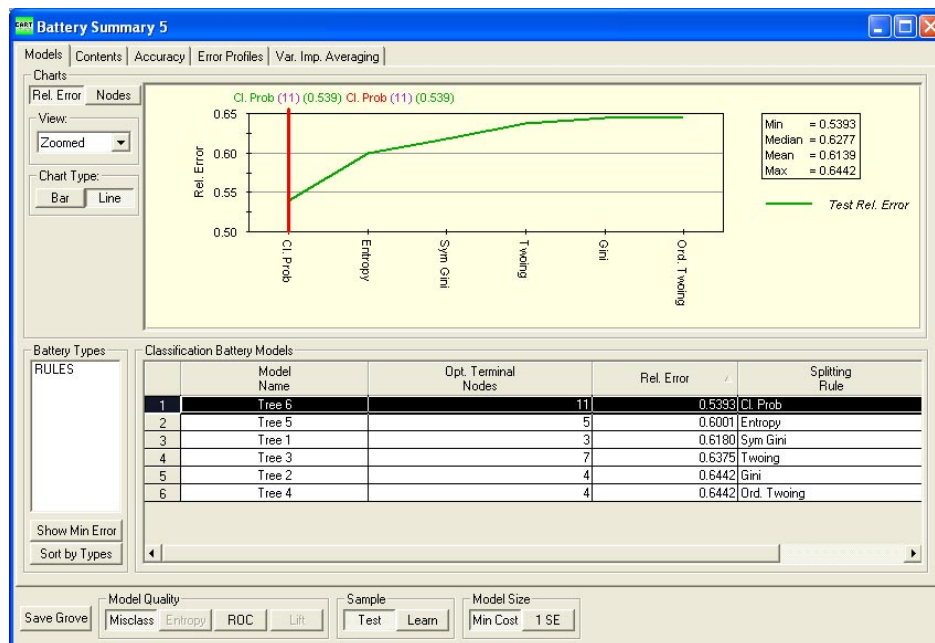 CART Battery Summary 5
Models Contents Accuracy Error Profiles Var. Imp. Averaging
Charts
Rel. Error Nodes
View:
Zoomed
Chart Type:
Bar Line
Cl. Prob (11) (0.539) Cl. Prob (11) (0.539)
Rel. Error
0.65
0.60
0.55
0.50
Cl. Prob
Entropy
Sym Gini
Twoing
Gini
Ord. Twoing
Min = 0.5393
Median = 0.6277
Mean = 0.6139
Max = 0.6442
Test Rel. Error
Battery Types
RULES
Show Min Error
Sort by Types
Classification Battery Models
Model Name Opt. Terminal Nodes Rel. Error Splitting Rule
1 Tree 6 11 0.5393 Cl. Prob
2 Tree 5 5 0.6001 Entropy
3 Tree 1 3 0.6180 Sym Gini
4 Tree 3 7 0.6375 Twoing
5 Tree 2 4 0.6442 Gini
6 Tree 4 4 0.6442 Ord. Twoing
Save Grove
Model Quality
Misclass Entropy ROC Lift
Sample
Test Learn
Model Size
Min Cost 1 SE